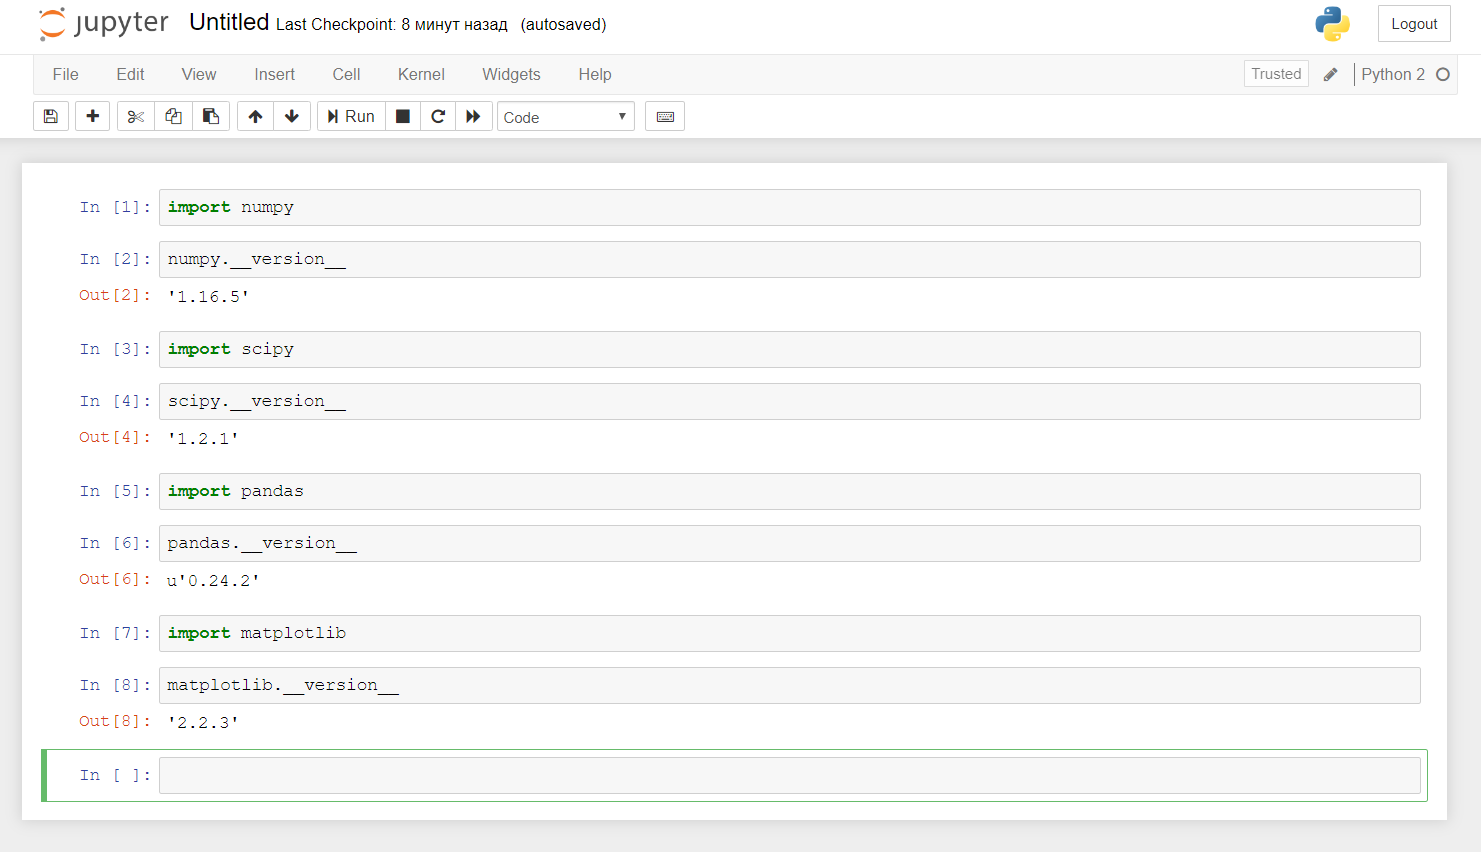 jupyter Untitled Last Checkpoint: 8 минут назад (autosaved) Logout
File Edit View Insert Cell Kernel Widgets Help Trusted Python 2
Run Code
In [1]: import numpy
In [2]: numpy.__version__
Out[2]: '1.16.5'
In [3]: import scipy
In [4]: scipy.__version__
Out[4]: '1.2.1'
In [5]: import pandas
In [6]: pandas.__version__
Out[6]: u'0.24.2'
In [7]: import matplotlib
In [8]: matplotlib.__version__
Out[8]: '2.2.3'
In [ ]: